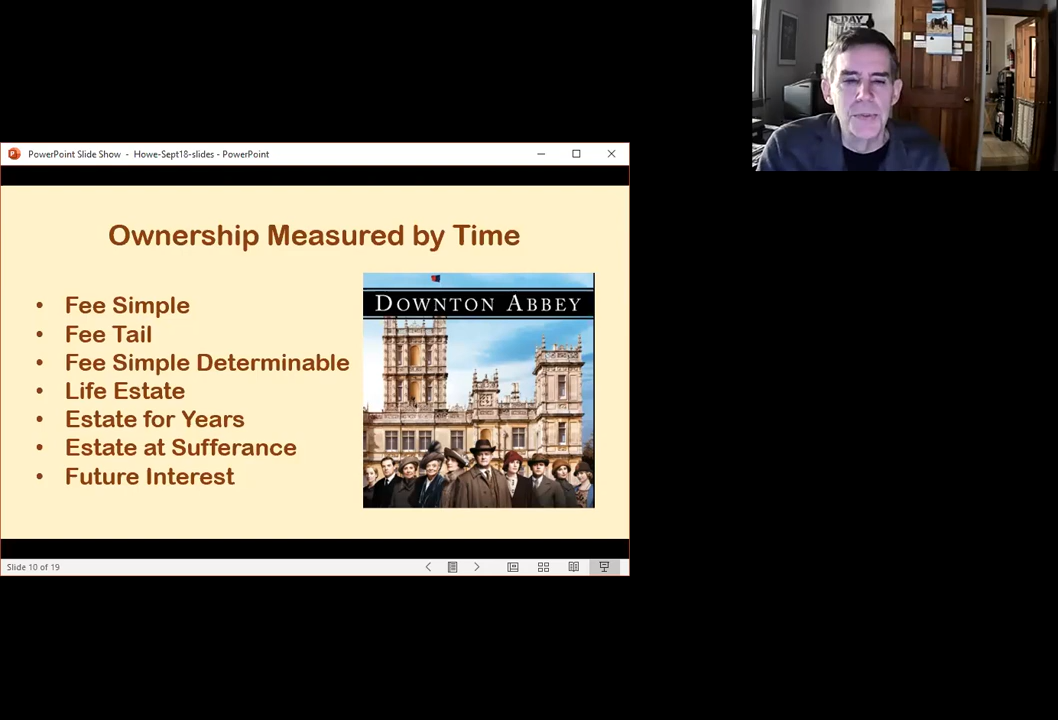 DAY
PowerPoint Slide Show - Howe-Sept18-slides - PowerPoint
Ownership Measured by Time
• Fee Simple
• Fee Tail
• Fee Simple Determinable
• Life Estate
• Estate for Years
• Estate at Sufferance
• Future Interest
DOWNTON ABBEY
Slide 10 of 19